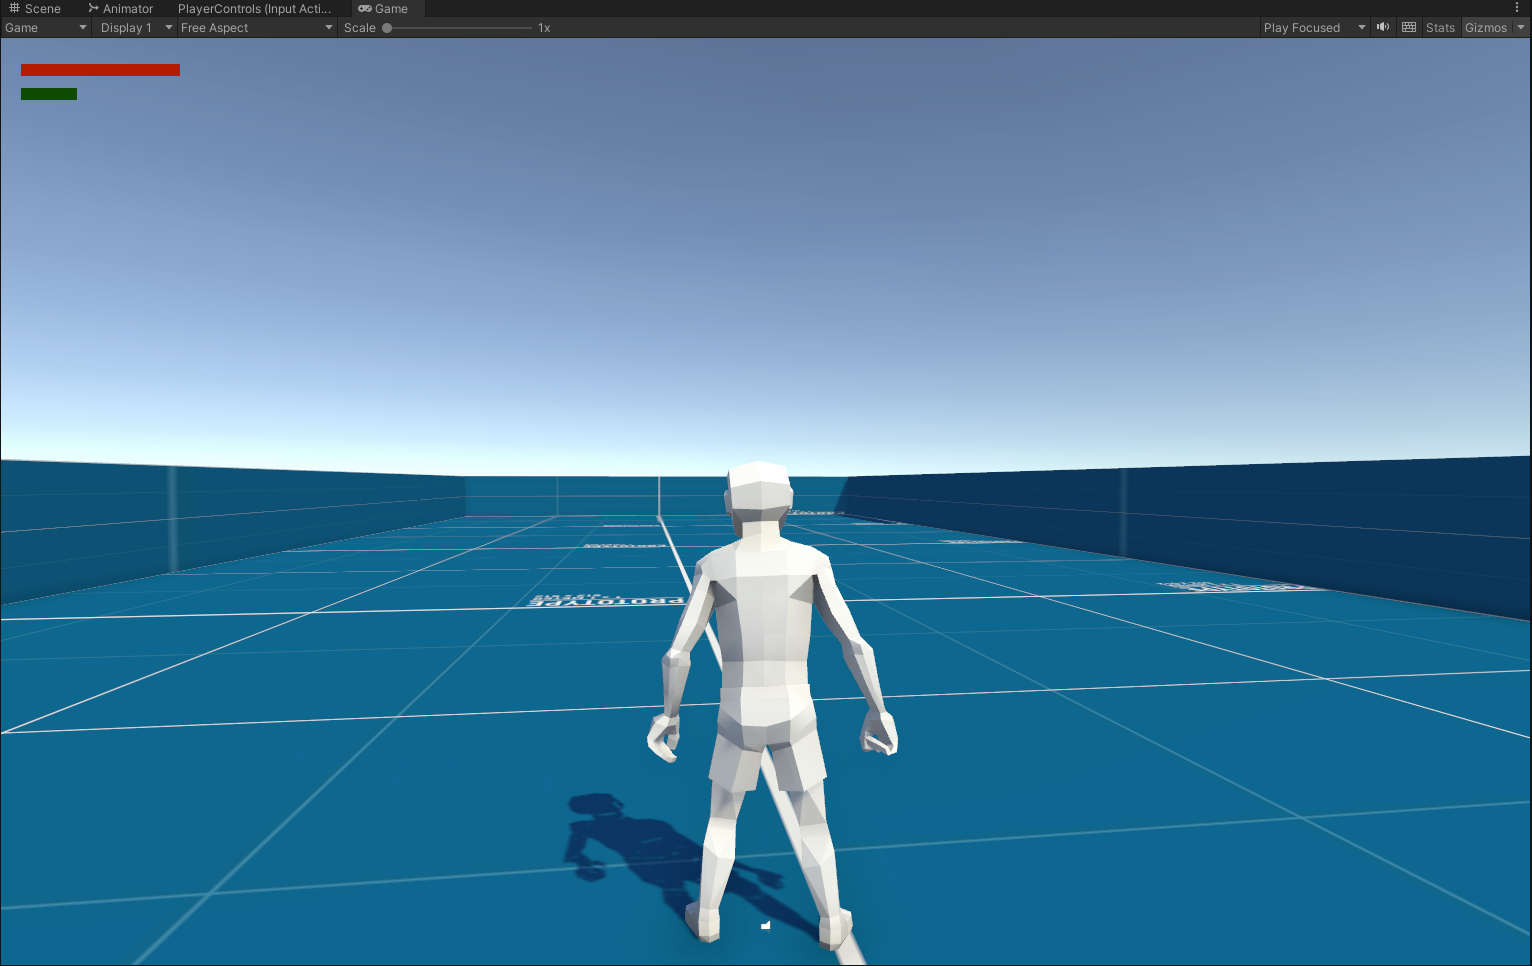 Scene Animator PlayerControls (Input Acti... Game
Game Display 1 Free Aspect Scale 1x Play Focused Stats Gizmos
PROTOTYPE